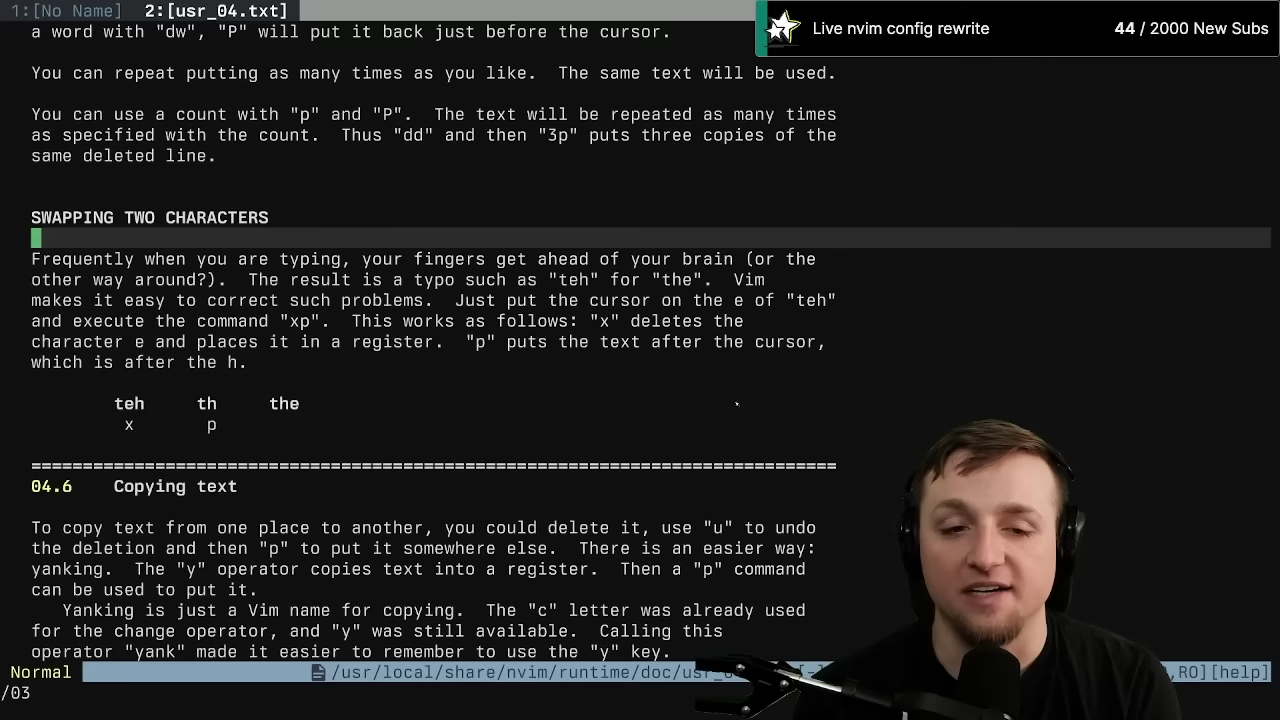 1:[No Name] 2:[usr_04.txt]
Live nvim config rewrite 44 / 2000 New Subs
a word with "dw", "P" will put it back just before the cursor.
You can repeat putting as many times as you like. The same text will be used.
You can use a count with "p" and "P". The text will be repeated as many times
as specified with the count. Thus "dd" and then "3p" puts three copies of the
same deleted line.
SWAPPING TWO CHARACTERS
Frequently when you are typing, your fingers get ahead of your brain (or the
other way around?). The result is a typo such as "teh" for "the". Vim
makes it easy to correct such problems. Just put the cursor on the e of "teh"
and execute the command "xp". This works as follows: "x" deletes the
character e and places it in a register. "p" puts the text after the cursor,
which is after the h.
teh th the
x p
==============================================================================
04.6 Copying text
To copy text from one place to another, you could delete it, use "u" to undo
the deletion and then "p" to put it somewhere else. There is an easier way:
yanking. The "y" operator copies text into a register. Then a "p" command
can be used to put it.
Yanking is just a Vim name for copying. The "c" letter was already used
for the change operator, and "y" was still available. Calling this
operator "yank" made it easier to remember to use the "y" key.
Normal /usr/local/share/nvim/runtime/doc/usr_ ,RO][help]
/03